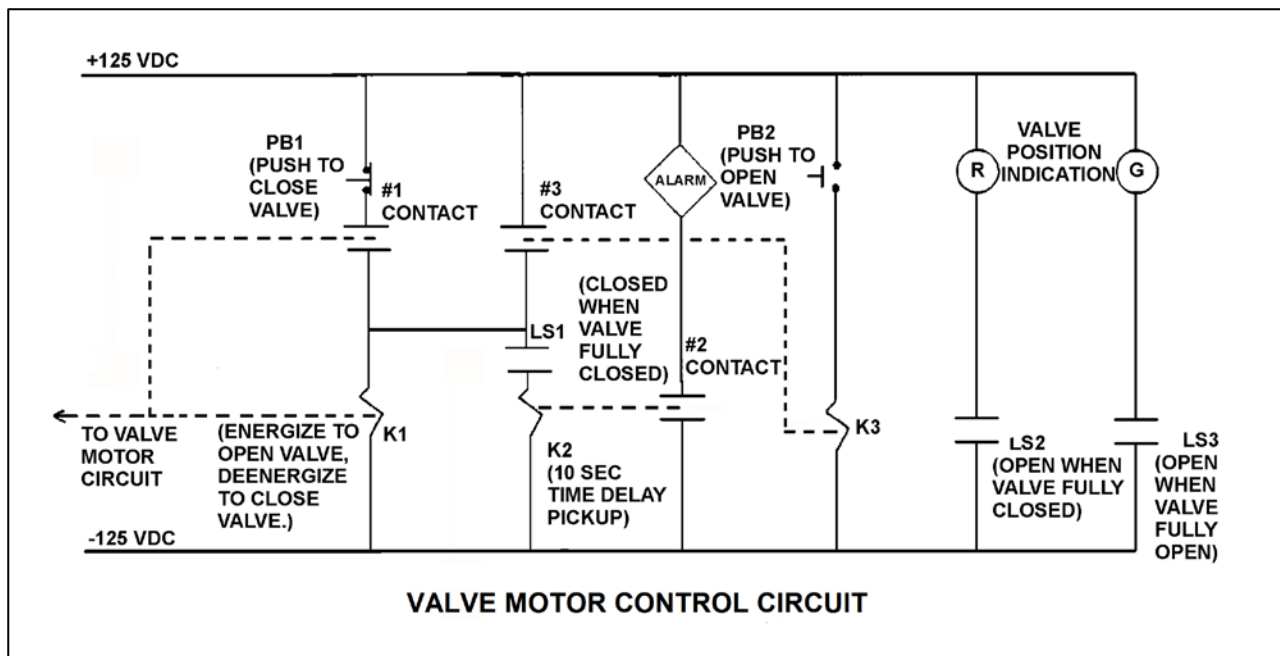 +125 VDC
PB1
(PUSH TO
CLOSE
VALVE)
#1
CONTACT
#3
CONTACT
ALARM
PB2
(PUSH TO
OPEN
VALVE)
R
VALVE
POSITION
INDICATION
G
LS1
(CLOSED
WHEN
VALVE
FULLY
CLOSED)
#2
CONTACT
TO VALVE
MOTOR
CIRCUIT
(ENERGIZE TO
OPEN VALVE,
DEENERGIZE
TO CLOSE
VALVE.)
K1
K2
(10 SEC
TIME DELAY
PICKUP)
K3
LS2
(OPEN WHEN
VALVE FULLY
CLOSED)
LS3
(OPEN
WHEN
VALVE
FULLY
OPEN)
-125 VDC
VALVE MOTOR CONTROL CIRCUIT